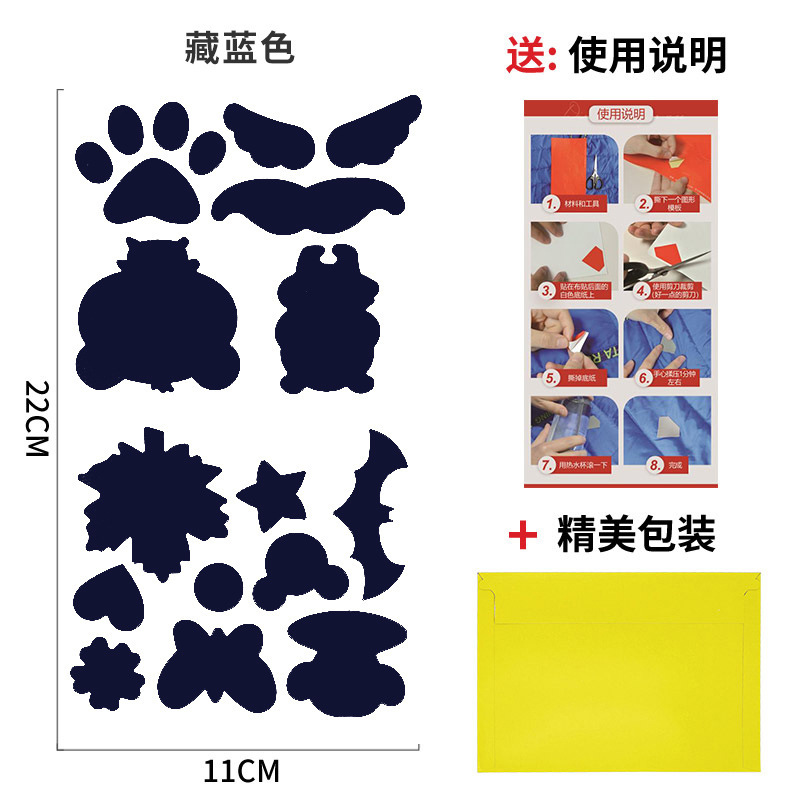 藏蓝色
22CM
11CM
送: 使用说明
使用说明
1. 材料和工具
2. 撕下一个图形
模板
3. 贴在布贴后面的
白色底纸上
4. 使用剪刀裁剪
(好一点的剪刀)
5. 撕掉底纸
6. 手心揉压1分钟
左右
7. 用热水杯滚一下
8. 完成
+ 精美包装